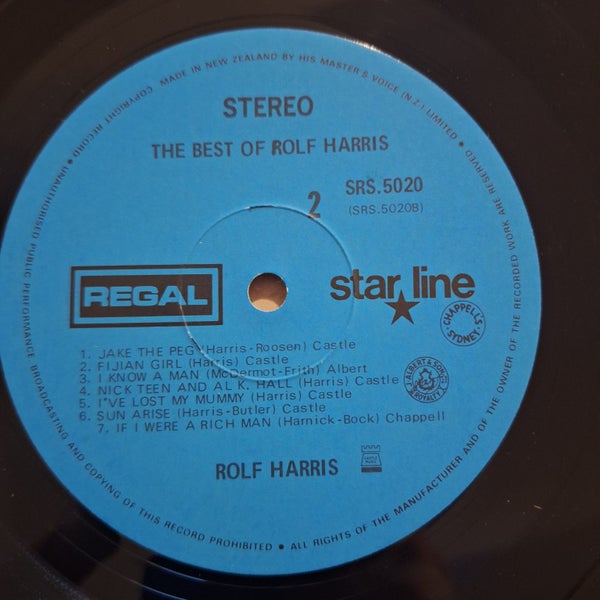 COPYRIGHT RECORD • MADE IN NEW ZEALAND BY HIS MASTER'S VOICE (N.Z.) LIMITED
STEREO
THE BEST OF ROLF HARRIS
2
SRS.5020
(SRS.5020B)
REGAL
star line
CHAPPELL'S SYDNEY
ALBERT & SON
ROYALTY
1. JAKE THE PEG (Harris-Roosen) Castle
2. FIJIAN GIRL (Harris) Castle
3. I KNOW A MAN (McDermot-Frith) Albert
4. NICK TEEN AND AL K. HALL (Harris) Castle
5. I"VE LOST MY MUMMY (Harris) Castle
6. SUN ARISE (Harris-Butler) Castle
7. IF I WERE A RICH MAN (Harnick-Bock) Chappell
ROLF HARRIS
• UNAUTHORISED PUBLIC PERFORMANCE BROADCASTING AND COPYING OF THIS RECORD PROHIBITED • ALL RIGHTS OF THE MANUFACTURER AND OF THE OWNER OF THE RECORDED WORK ARE RESERVED •